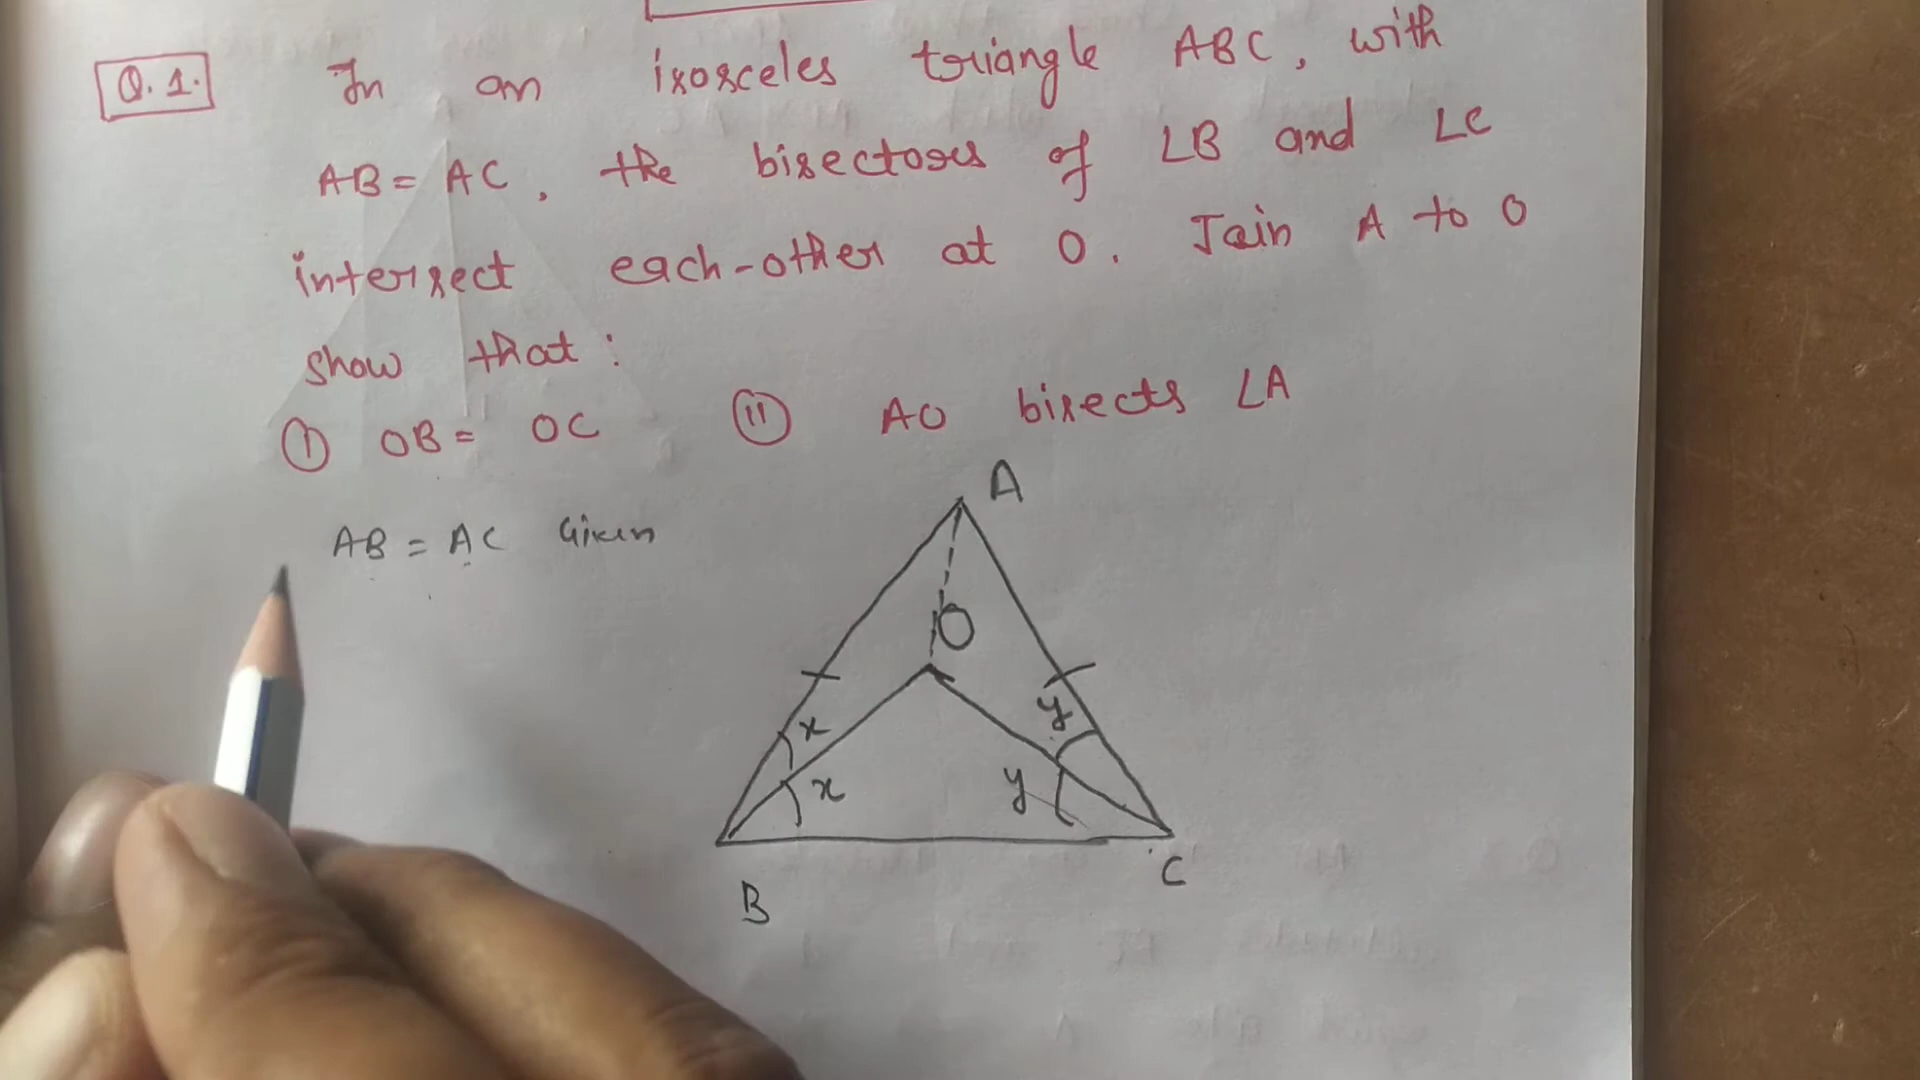 Q. 1. In an isosceles triangle ABC, with
AB = AC, the bisectors of ∠B and ∠C
intersect each-other at O. Join A to O
show that :
(i) OB = OC (ii) AO bisects ∠A
A
AB = AC Given
O
x y
x y
B C